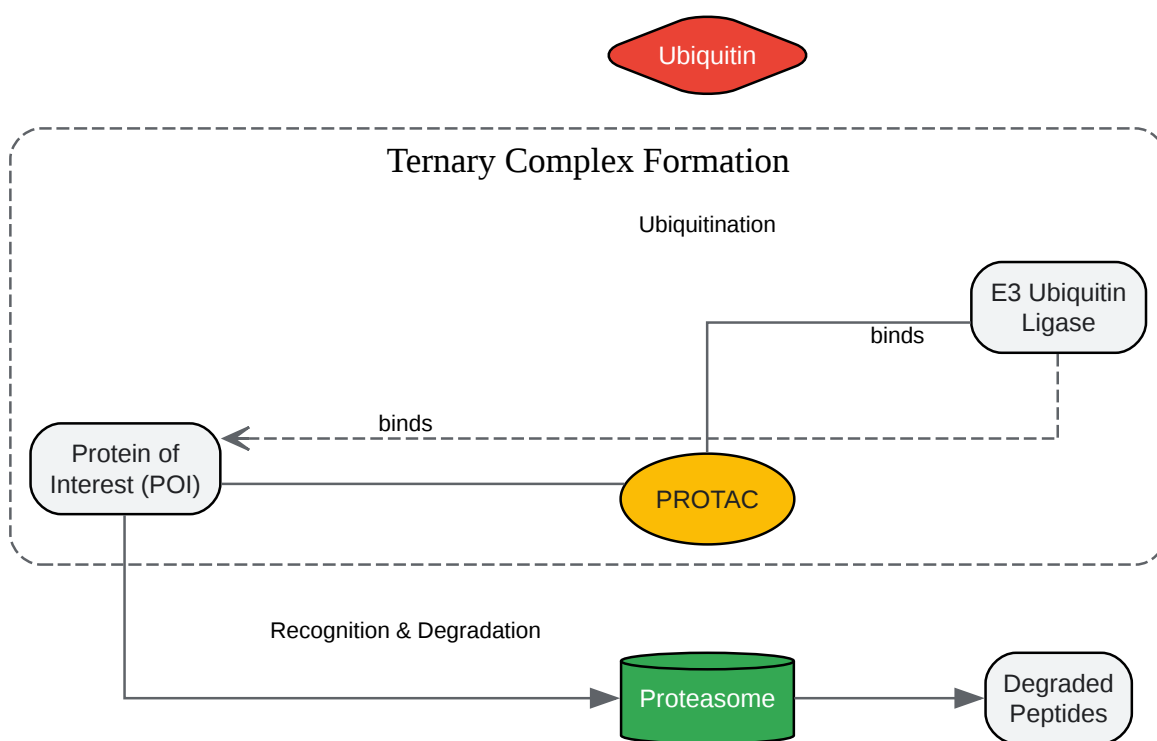 Ubiquitin
Ternary Complex Formation
Ubiquitination
E3 Ubiquitin
Ligase
binds
binds
Protein of
Interest (POI)
PROTAC
Recognition & Degradation
Proteasome
Degraded
Peptides